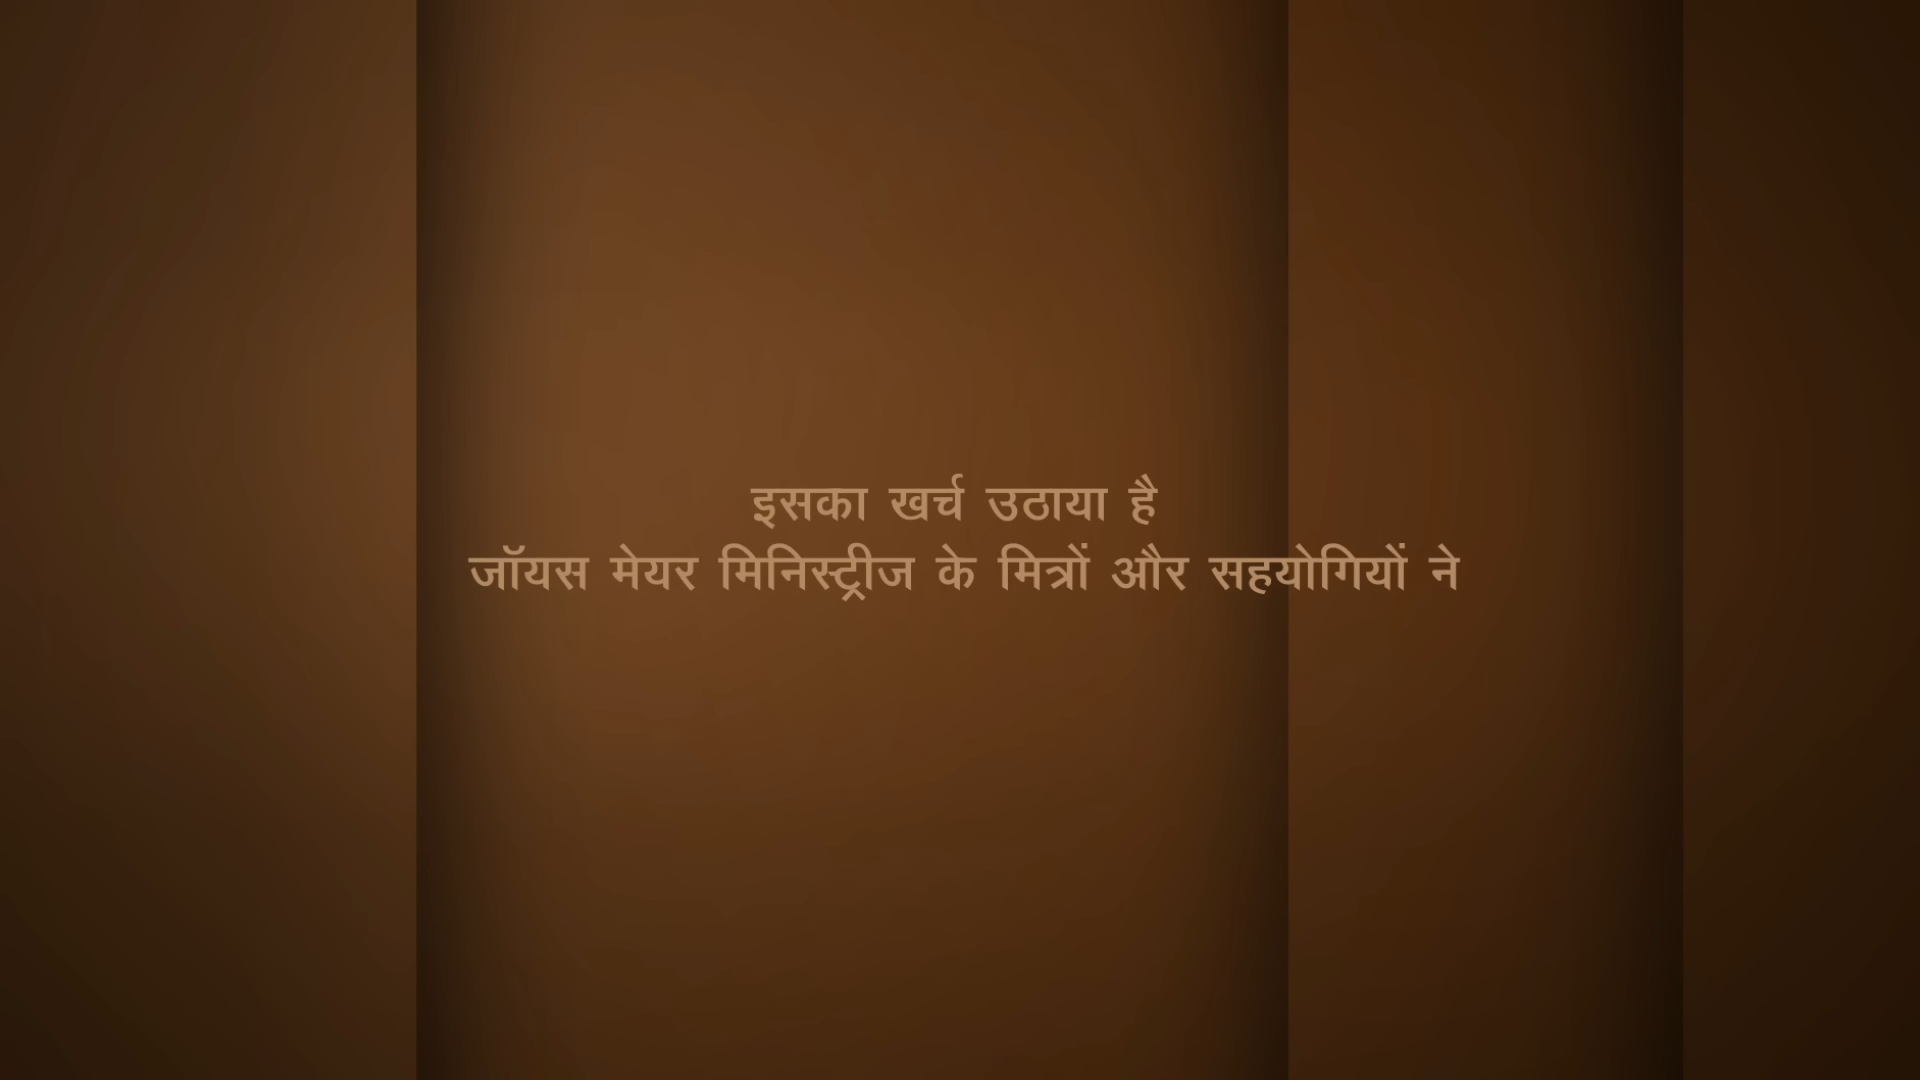 इसका खर्च उठाया है
जॉयस मेयर मिनिस्ट्रीज के मित्रों और सहयोगियों ने